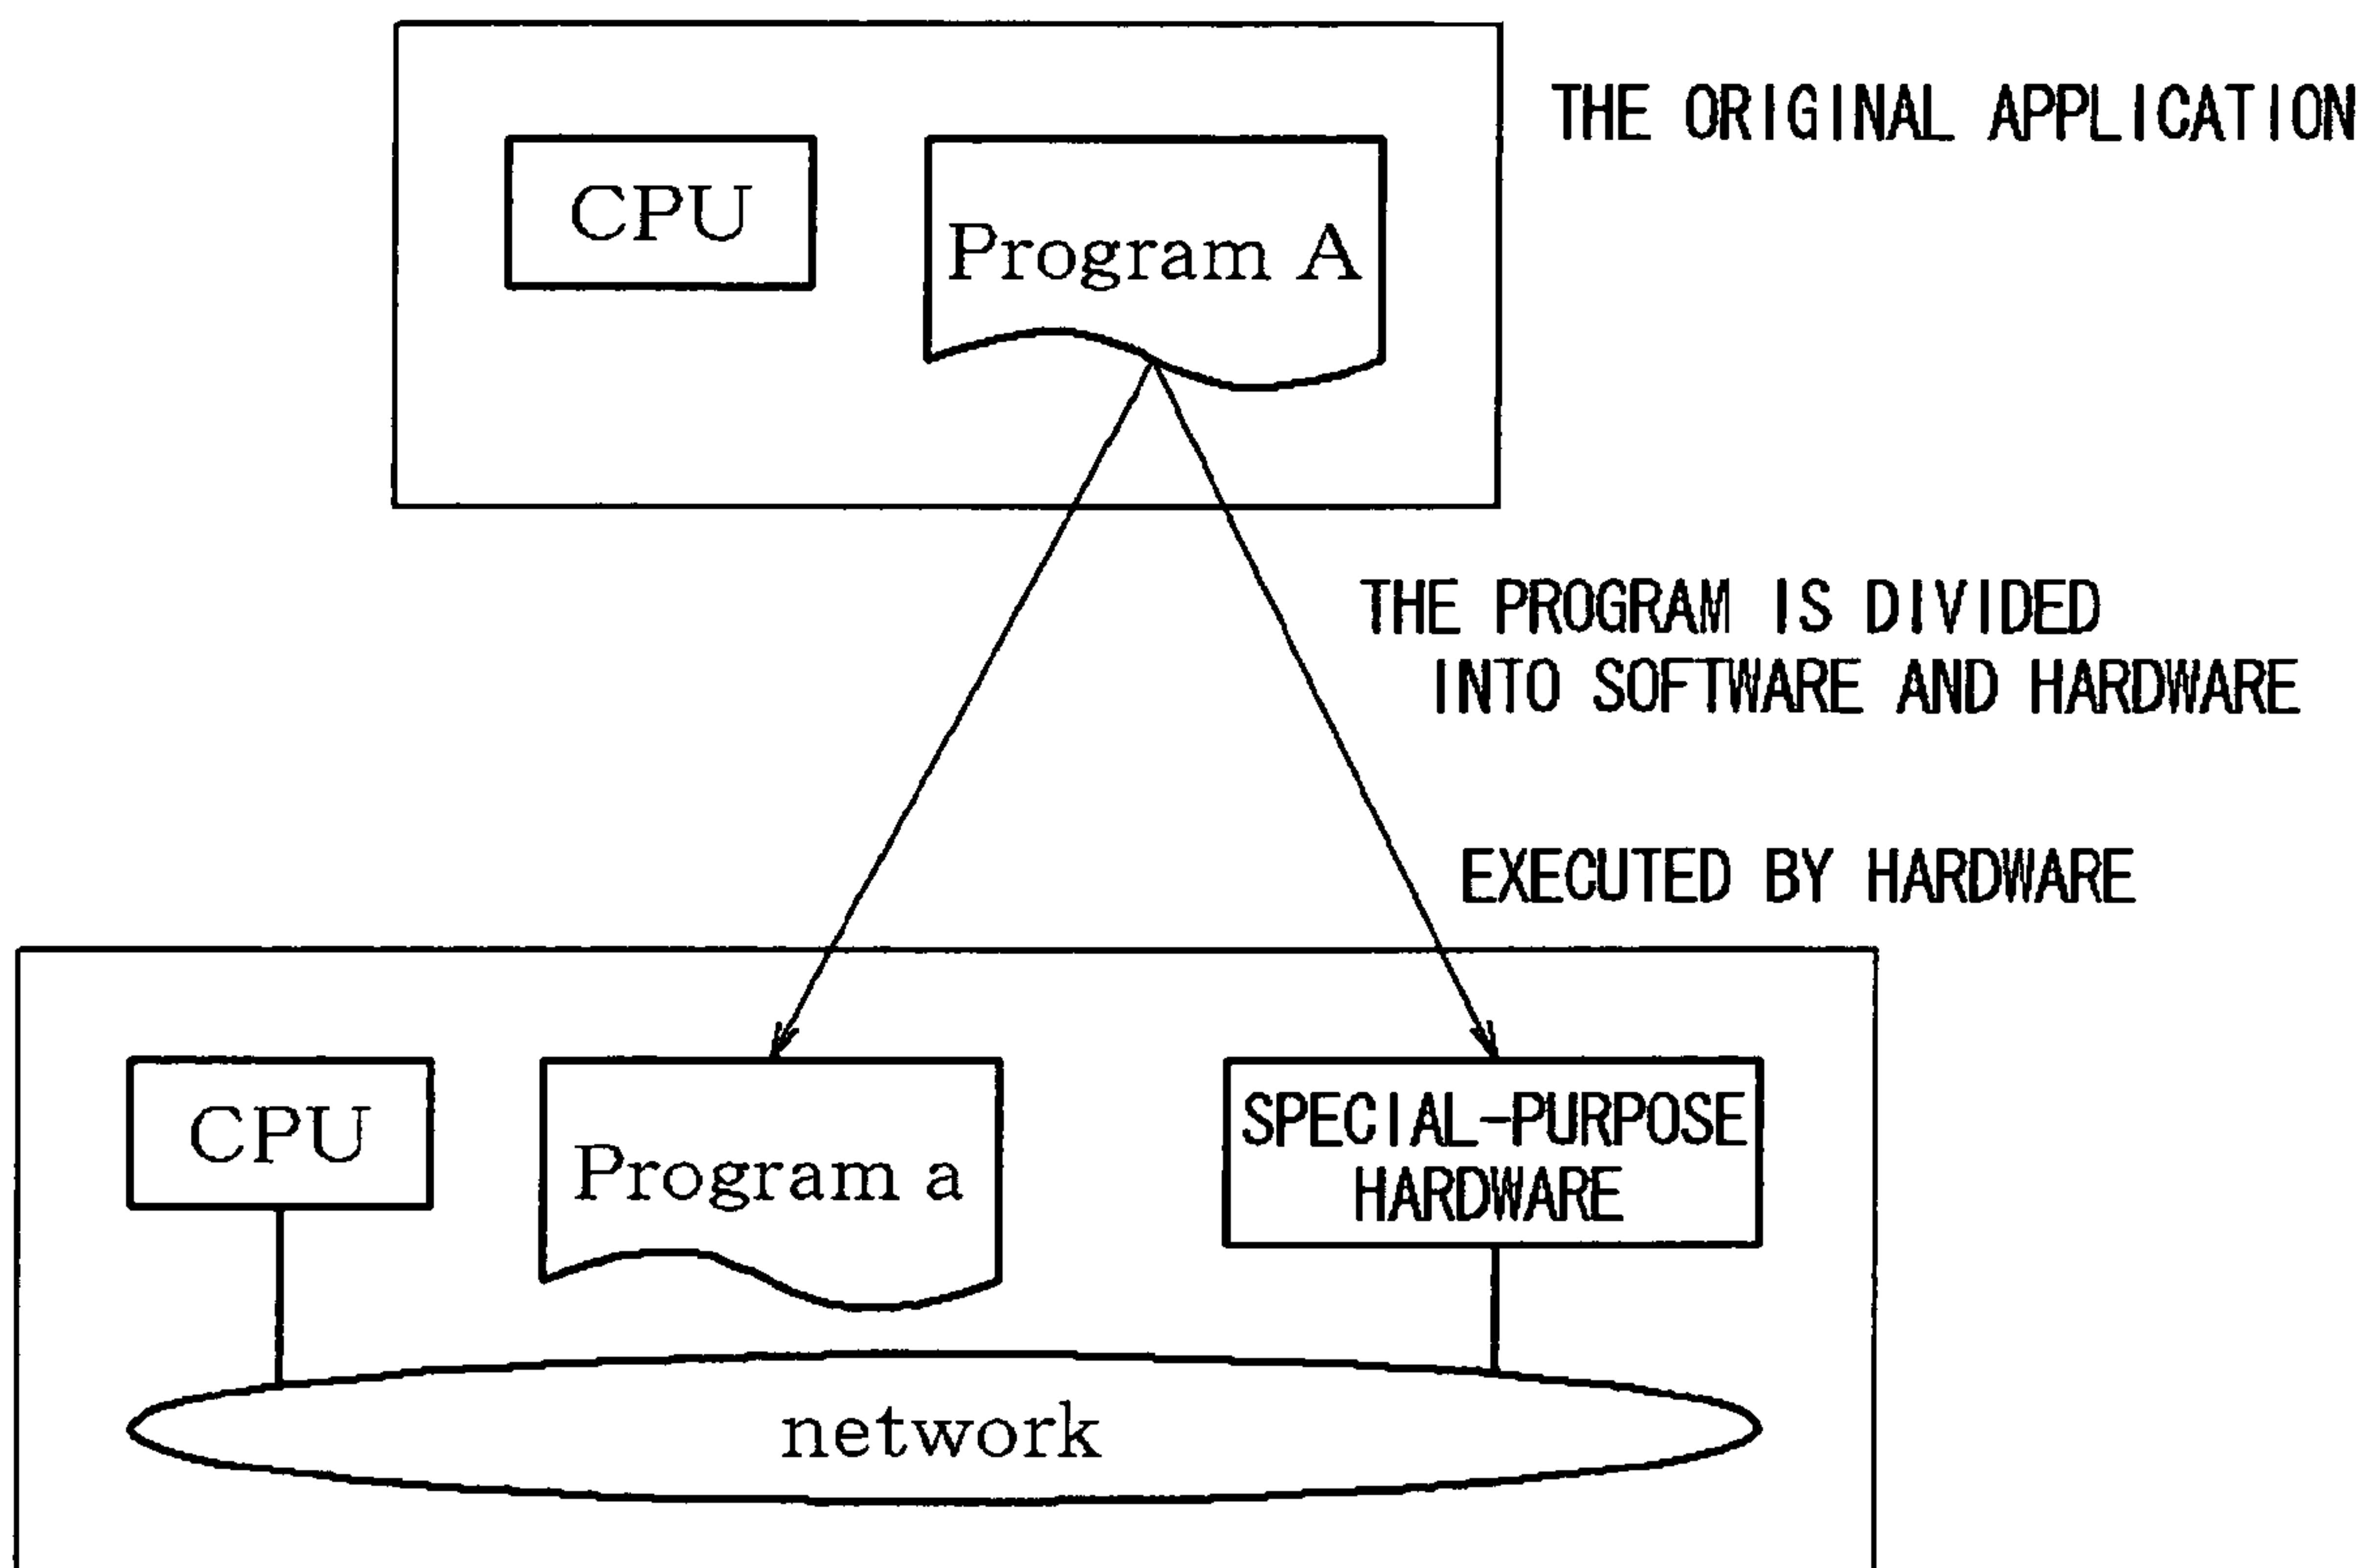 THE ORIGINAL APPLICATION
CPU
Program A
THE PROGRAM IS DIVIDED
INTO SOFTWARE AND HARDWARE
EXECUTED BY HARDWARE
CPU
Program a
SPECIAL-PURPOSE
HARDWARE
network